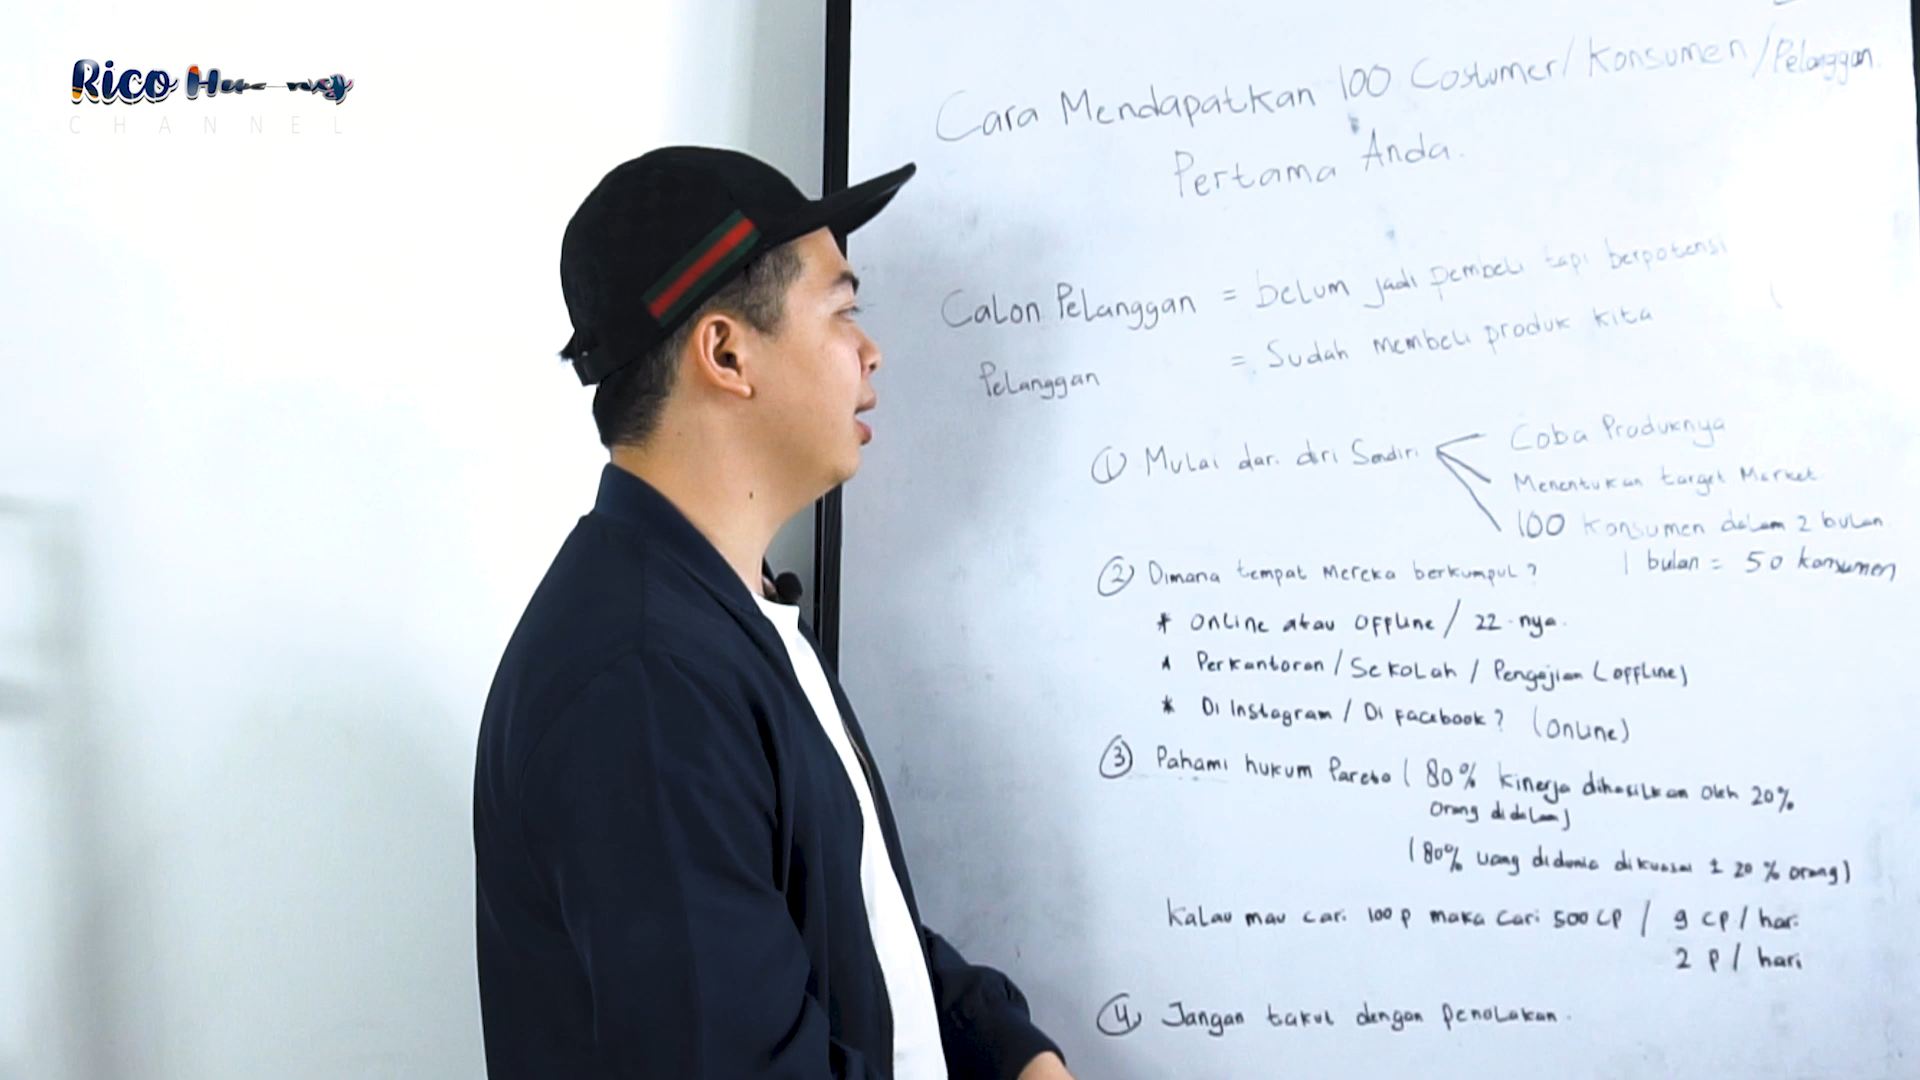 Rico
CHANNEL
Cara Mendapatkan 100 Costumer/Konsumen/Pelanggan
Pertama Anda.
Calon Pelanggan = belum jadi pembeli tapi berpotensi
Pelanggan = Sudah membeli produk kita
① Mulai dari diri Sendiri
Coba Produknya
Menentukan target Market
100 Konsumen dalam 2 bulan
1 bulan = 50 konsumen
② Dimana tempat Mereka berkumpul?
* Online atau Offline / 22-nya.
* Perkantoran / Sekolah / Pengajian (offline)
* Di Instagram / Di facebook? (Online)
③ Pahami hukum Pareto ( 80% kinerja dihasilkan oleh 20%
orang didalam)
(80% uang didunia dikuasai ± 20% orang)
Kalau mau cari 100 p maka cari 500 CP / 9 CP / hari
2 P / hari
④ Jangan takut dengan penolakan.